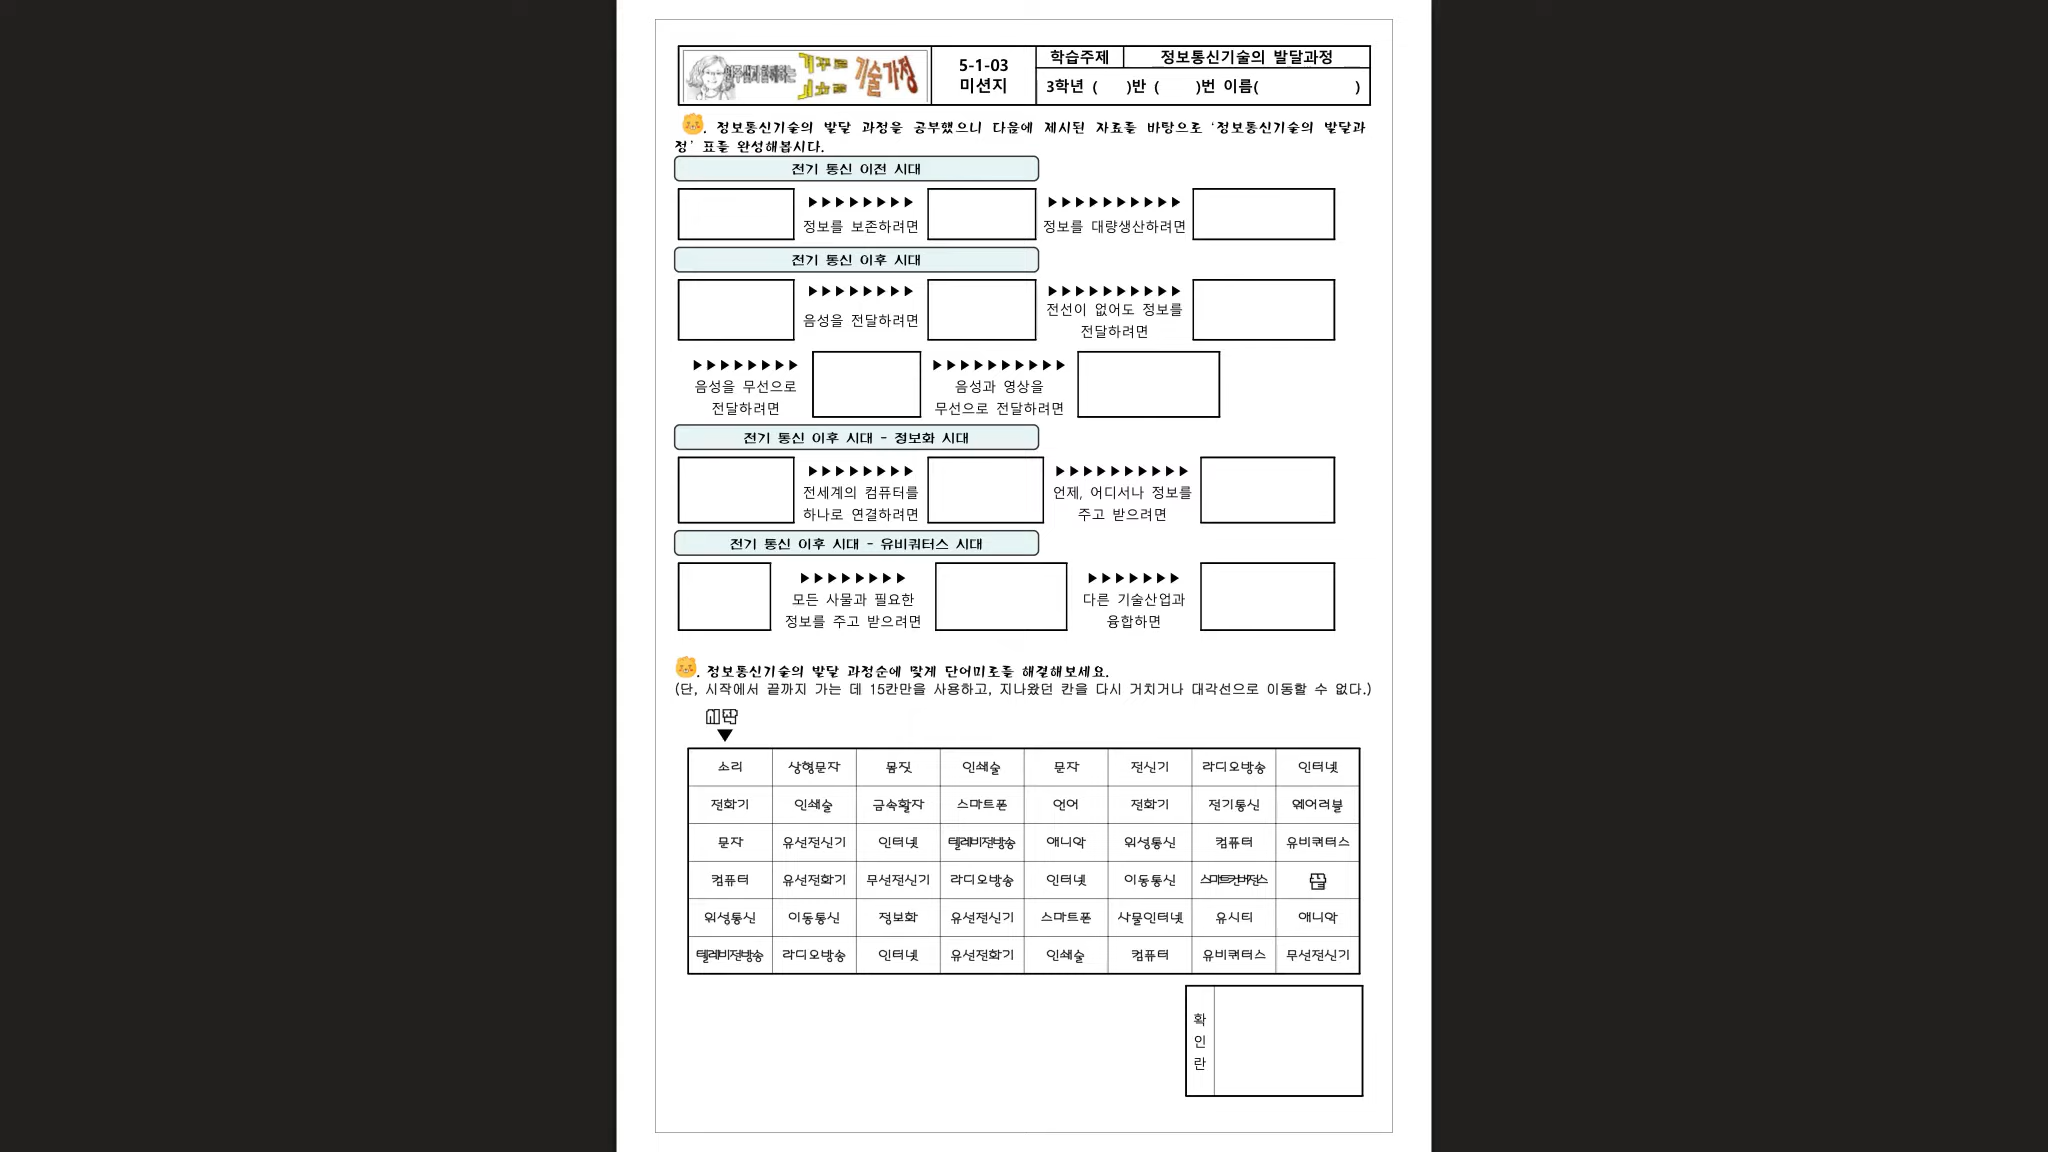 기술가정
5-1-03
미션지
학습주제
정보통신기술의 발달과정
3학년 ( )반 ( )번 이름( )
. 정보통신기술의 발달 과정을 공부했으니 다음에 제시된 자료를 바탕으로 '정보통신기술의 발달과
정' 표를 완성해봅시다.
전기 통신 이전 시대
▶▶▶▶▶▶▶▶ ▶▶▶▶▶▶▶▶▶▶
정보를 보존하려면 정보를 대량생산하려면
전기 통신 이후 시대
▶▶▶▶▶▶▶▶
음성을 전달하려면
▶▶▶▶▶▶▶▶▶▶
전선이 없어도 정보를
전달하려면
▶▶▶▶▶▶▶▶
음성을 무선으로
전달하려면
▶▶▶▶▶▶▶▶▶▶
음성과 영상을
무선으로 전달하려면
전기 통신 이후 시대 - 정보화 시대
▶▶▶▶▶▶▶▶
전세계의 컴퓨터를
하나로 연결하려면
▶▶▶▶▶▶▶▶▶▶
언제, 어디서나 정보를
주고 받으려면
전기 통신 이후 시대 - 유비쿼터스 시대
▶▶▶▶▶▶▶▶
모든 사물과 필요한
정보를 주고 받으려면
▶▶▶▶▶▶▶
다른 기술산업과
융합하면
. 정보통신기술의 발달 과정순에 맞게 단어미로를 해결해보세요.
(단, 시작에서 끝까지 가는 데 15칸만을 사용하고, 지나왔던 칸을 다시 거치거나 대각선으로 이동할 수 없다.)
▼
소리 상형문자 몸짓 인쇄술 문자 전신기 라디오방송 인터넷
전화기 인쇄술 금속활자 스마트폰 언어 전화기 전기통신 웨어러블
문자 유선전신기 인터넷 텔레비전방송 애니악 위성통신 컴퓨터 유비쿼터스
컴퓨터 유선전화기 무선전신기 라디오방송 인터넷 이동통신 스마트컨버전스
위성통신 이동통신 정보화 유선전신기 스마트폰 사물인터넷 유시티 애니악
텔레비전방송 라디오방송 인터넷 유선전화기 인쇄술 컴퓨터 유비쿼터스 무선전신기
확
인
란